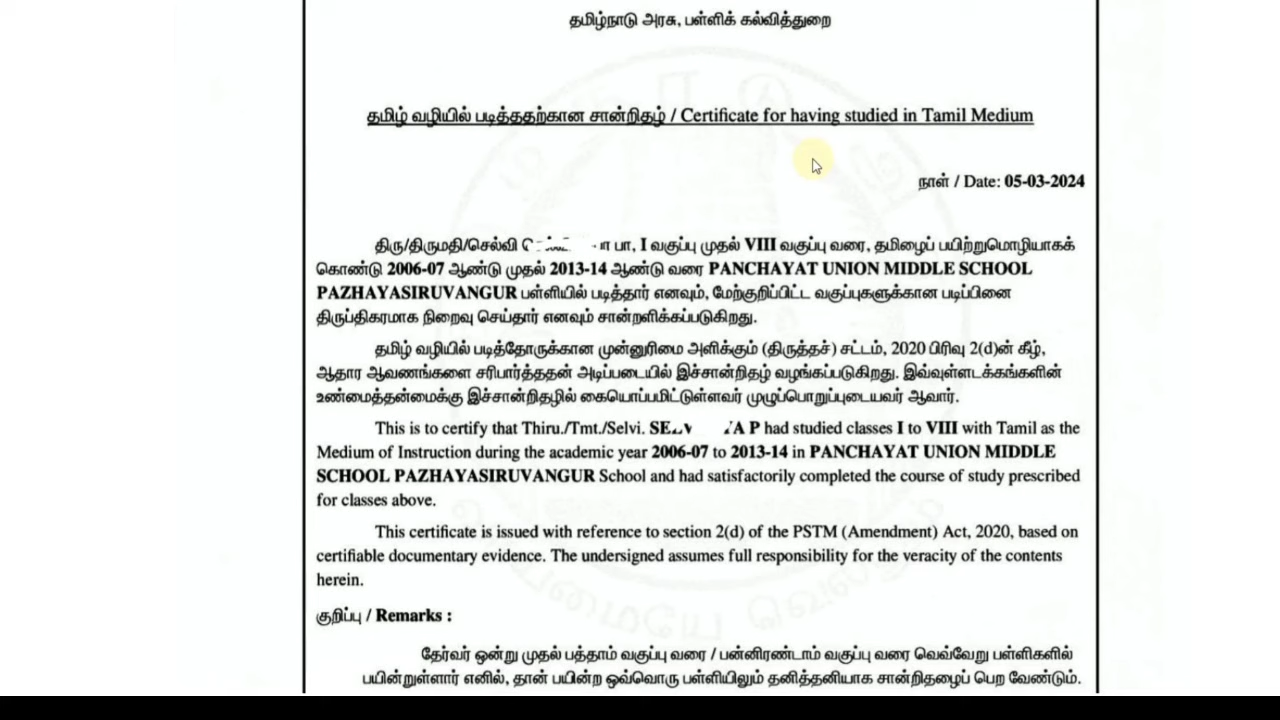 தமிழ்நாடு அரசு, பள்ளிக் கல்வித்துறை
தமிழ் வழியில் படித்ததற்கான சான்றிதழ் / Certificate for having studied in Tamil Medium
நாள் / Date: 05-03-2024
திரு/திருமதி/செல்வி பா, I வகுப்பு முதல் VIII வகுப்பு வரை, தமிழைப் பயிற்றுமொழியாகக்
கொண்டு 2006-07 ஆண்டு முதல் 2013-14 ஆண்டு வரை PANCHAYAT UNION MIDDLE SCHOOL
PAZHAYASIRUVANGUR பள்ளியில் படித்தார் எனவும், மேற்குறிப்பிட்ட வகுப்புகளுக்கான படிப்பினை
திருப்திகரமாக நிறைவு செய்தார் எனவும் சான்றளிக்கப்படுகிறது.
தமிழ் வழியில் படித்தோருக்கான முன்னுரிமை அளிக்கும் (திருத்தச்) சட்டம், 2020 பிரிவு 2(d)ன் கீழ்,
ஆதார ஆவணங்களை சரிபார்த்ததன் அடிப்படையில் இச்சான்றிதழ் வழங்கப்படுகிறது. இவ்வுள்ளடக்கங்களின்
உண்மைத்தன்மைக்கு இச்சான்றிதழில் கையொப்பமிட்டுள்ளவர் முழுப்பொறுப்புடையவர் ஆவார்.
This is to certify that Thiru./Tmt./Selvi. P had studied classes I to VIII with Tamil as the
Medium of Instruction during the academic year 2006-07 to 2013-14 in PANCHAYAT UNION MIDDLE
SCHOOL PAZHAYASIRUVANGUR School and had satisfactorily completed the course of study prescribed
for classes above.
This certificate is issued with reference to section 2(d) of the PSTM (Amendment) Act, 2020, based on
certifiable documentary evidence. The undersigned assumes full responsibility for the veracity of the contents
herein.
குறிப்பு / Remarks :
தேர்வர் ஒன்று முதல் பத்தாம் வகுப்பு வரை / பன்னிரண்டாம் வகுப்பு வரை வெவ்வேறு பள்ளிகளில்
பயின்றுள்ளார் எனில், தான் பயின்ற ஒவ்வொரு பள்ளியிலும் தனித்தனியாக சான்றிதழைப் பெற வேண்டும்.